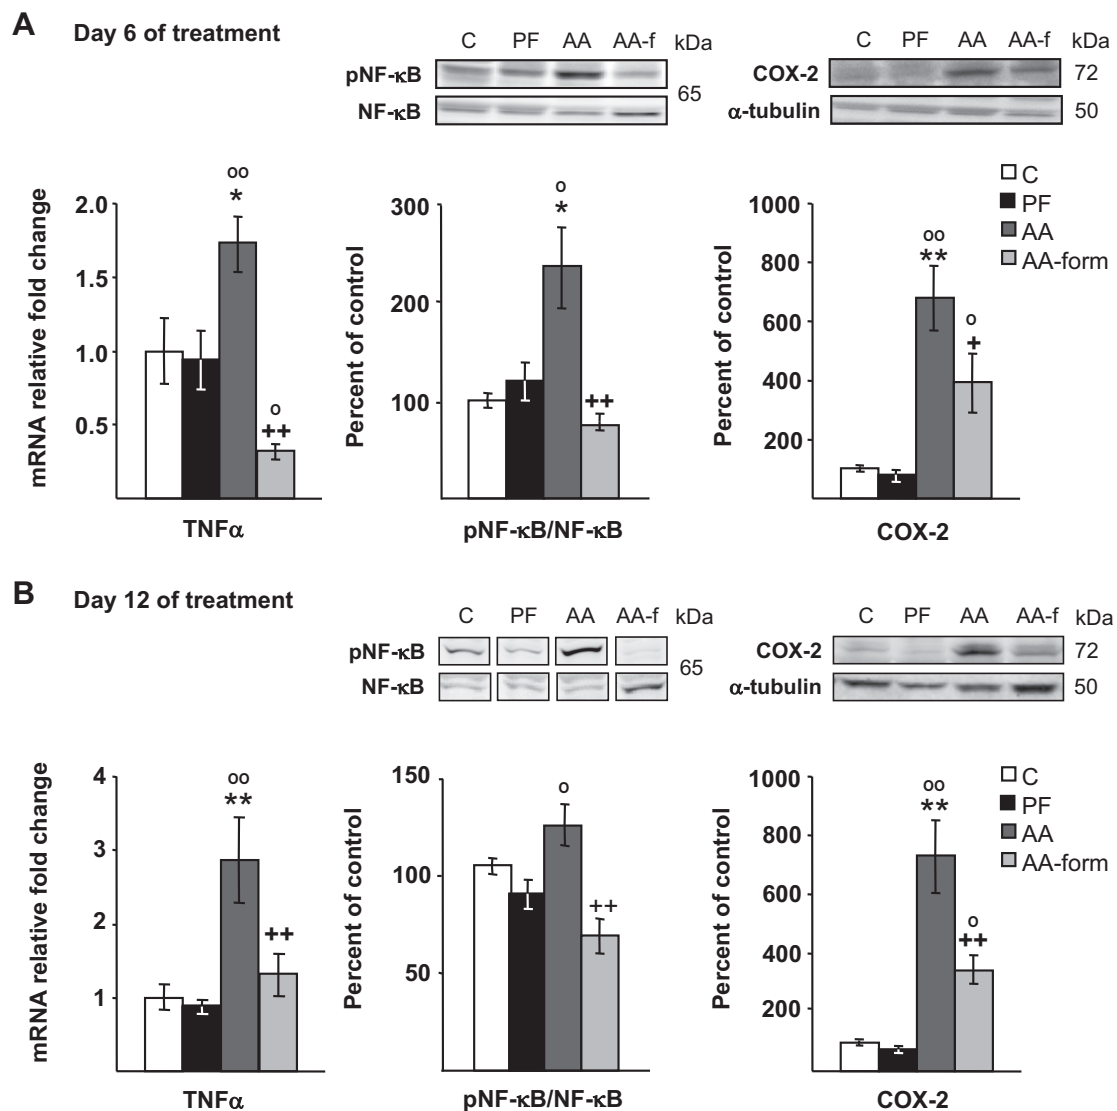 A
Day 6 of treatment
C PF AA AA-f kDa
pNF-κB
NF-κB
65
C PF AA AA-f kDa
COX-2 72
α-tubulin 50
mRNA relative fold change
2.0
1.5
1.0
0.5
oo
*
o
++
TNFα
Percent of control
300
200
100
o
*
++
pNF-κB/NF-κB
Percent of control
1000
800
600
400
200
oo
**
o
+
COX-2
C
PF
AA
AA-form
B
Day 12 of treatment
C PF AA AA-f kDa
pNF-κB
NF-κB
65
C PF AA AA-f kDa
COX-2 72
α-tubulin 50
mRNA relative fold change
4
3
2
1
oo
**
++
TNFα
Percent of control
150
100
50
o
++
pNF-κB/NF-κB
Percent of control
1000
800
600
400
200
oo
**
o
++
COX-2
C
PF
AA
AA-form